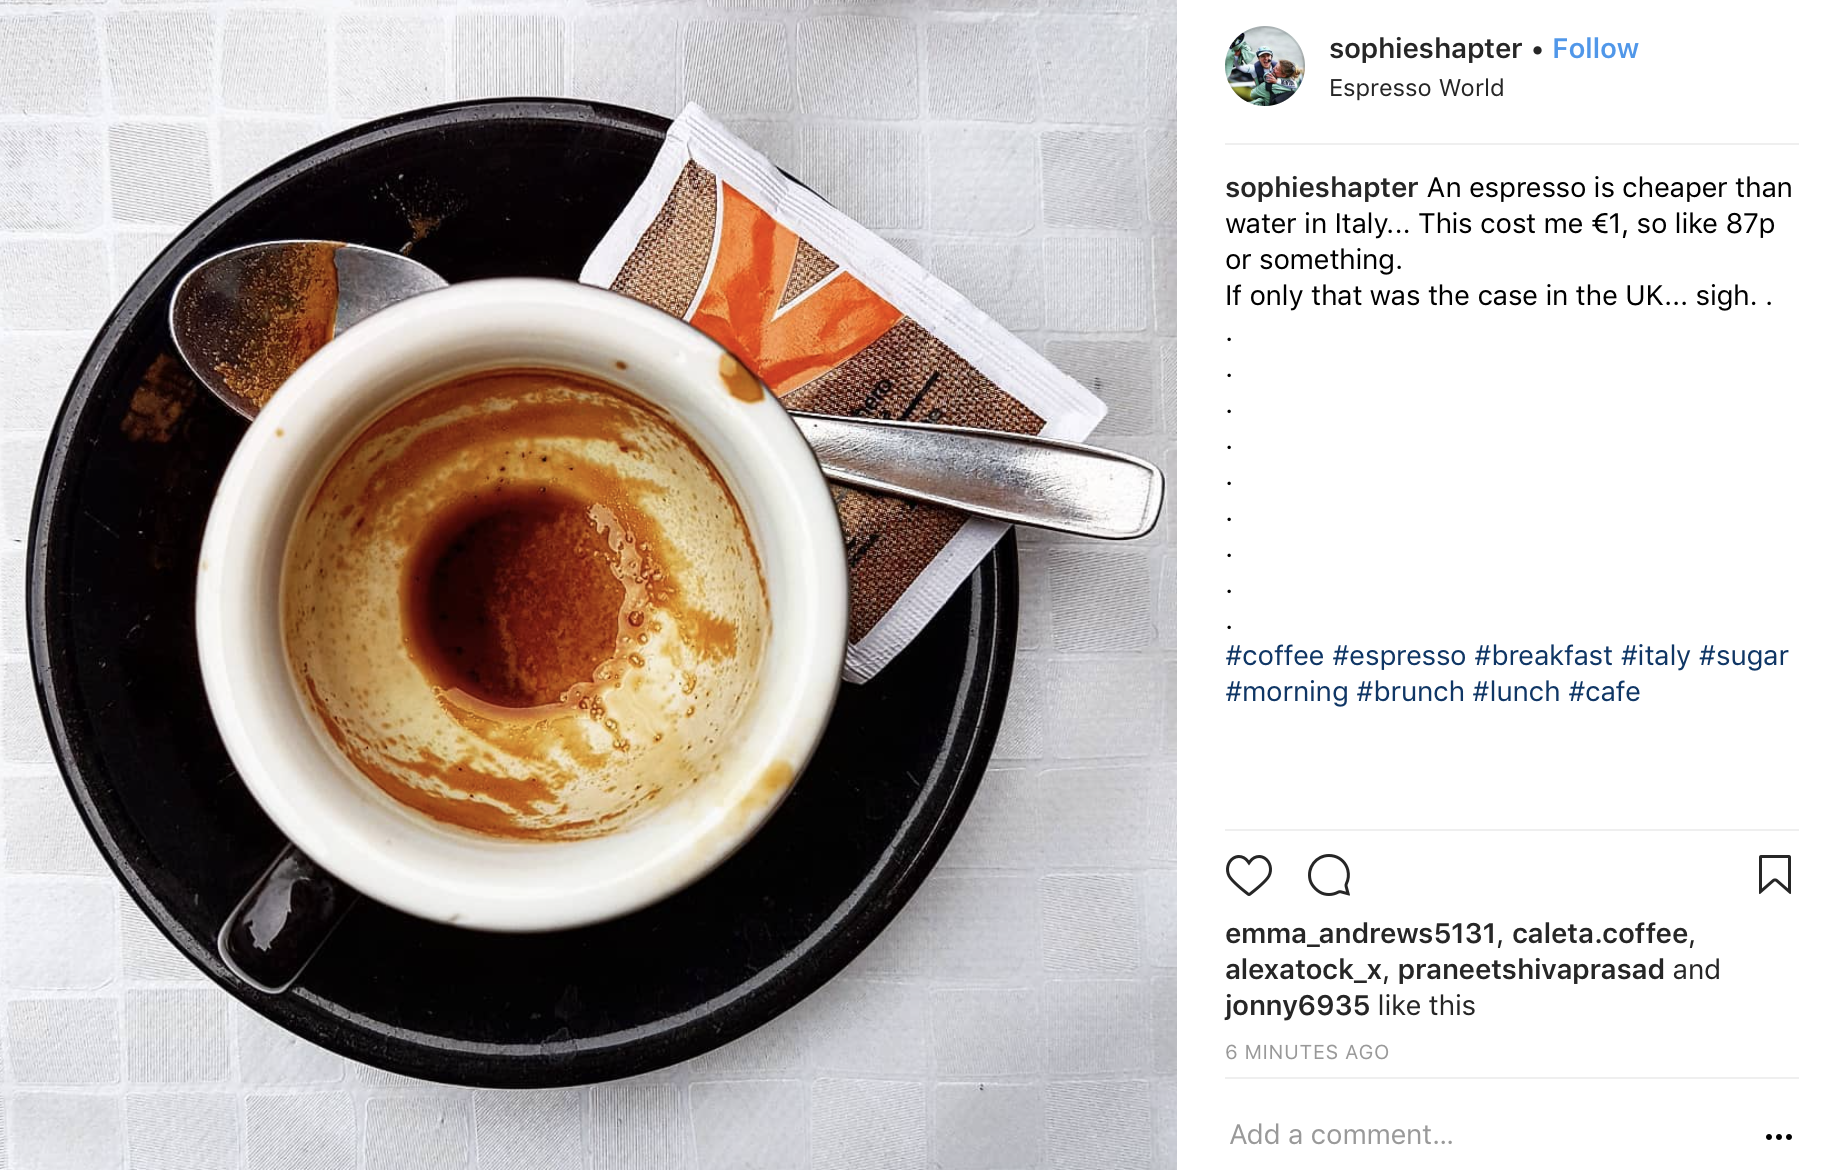 sophieshapter • Follow
Espresso World
sophieshapter An espresso is cheaper than
water in Italy... This cost me €1, so like 87p
or something.
If only that was the case in the UK... sigh. .
.
.
.
.
.
.
.
.
.
#coffee #espresso #breakfast #italy #sugar
#morning #brunch #lunch #cafe
emma_andrews5131, caleta.coffee,
alexatock_x, praneetshivaprasad and
jonny6935 like this
6 MINUTES AGO
Add a comment...